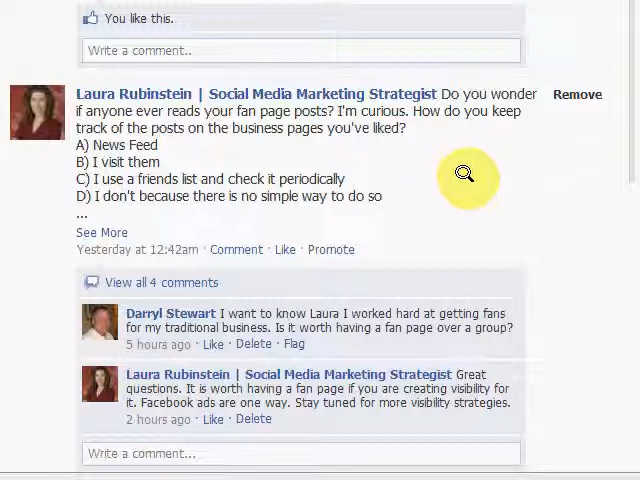 You like this.
Write a comment..
Laura Rubinstein | Social Media Marketing Strategist Do you wonder
Remove
if anyone ever reads your fan page posts? I'm curious. How do you keep
track of the posts on the business pages you've liked?
A) News Feed
B) I visit them
C) I use a friends list and check it periodically
D) I don't because there is no simple way to do so
...
See More
Yesterday at 12:42am · Comment · Like · Promote
View all 4 comments
Darryl Stewart I want to know Laura I worked hard at getting fans
for my traditional business. Is it worth having a fan page over a group?
5 hours ago · Like · Delete · Flag
Laura Rubinstein | Social Media Marketing Strategist Great
questions. It is worth having a fan page if you are creating visibility for
it. Facebook ads are one way. Stay tuned for more visibility strategies.
2 hours ago · Like · Delete
Write a comment...